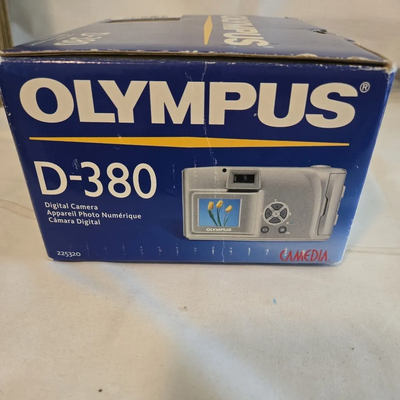 OLYMPUS
OLYMPUS®
D-380
Digital Camera
Appareil Photo Numérique
Cámara Digital
225320
CAMEDIA